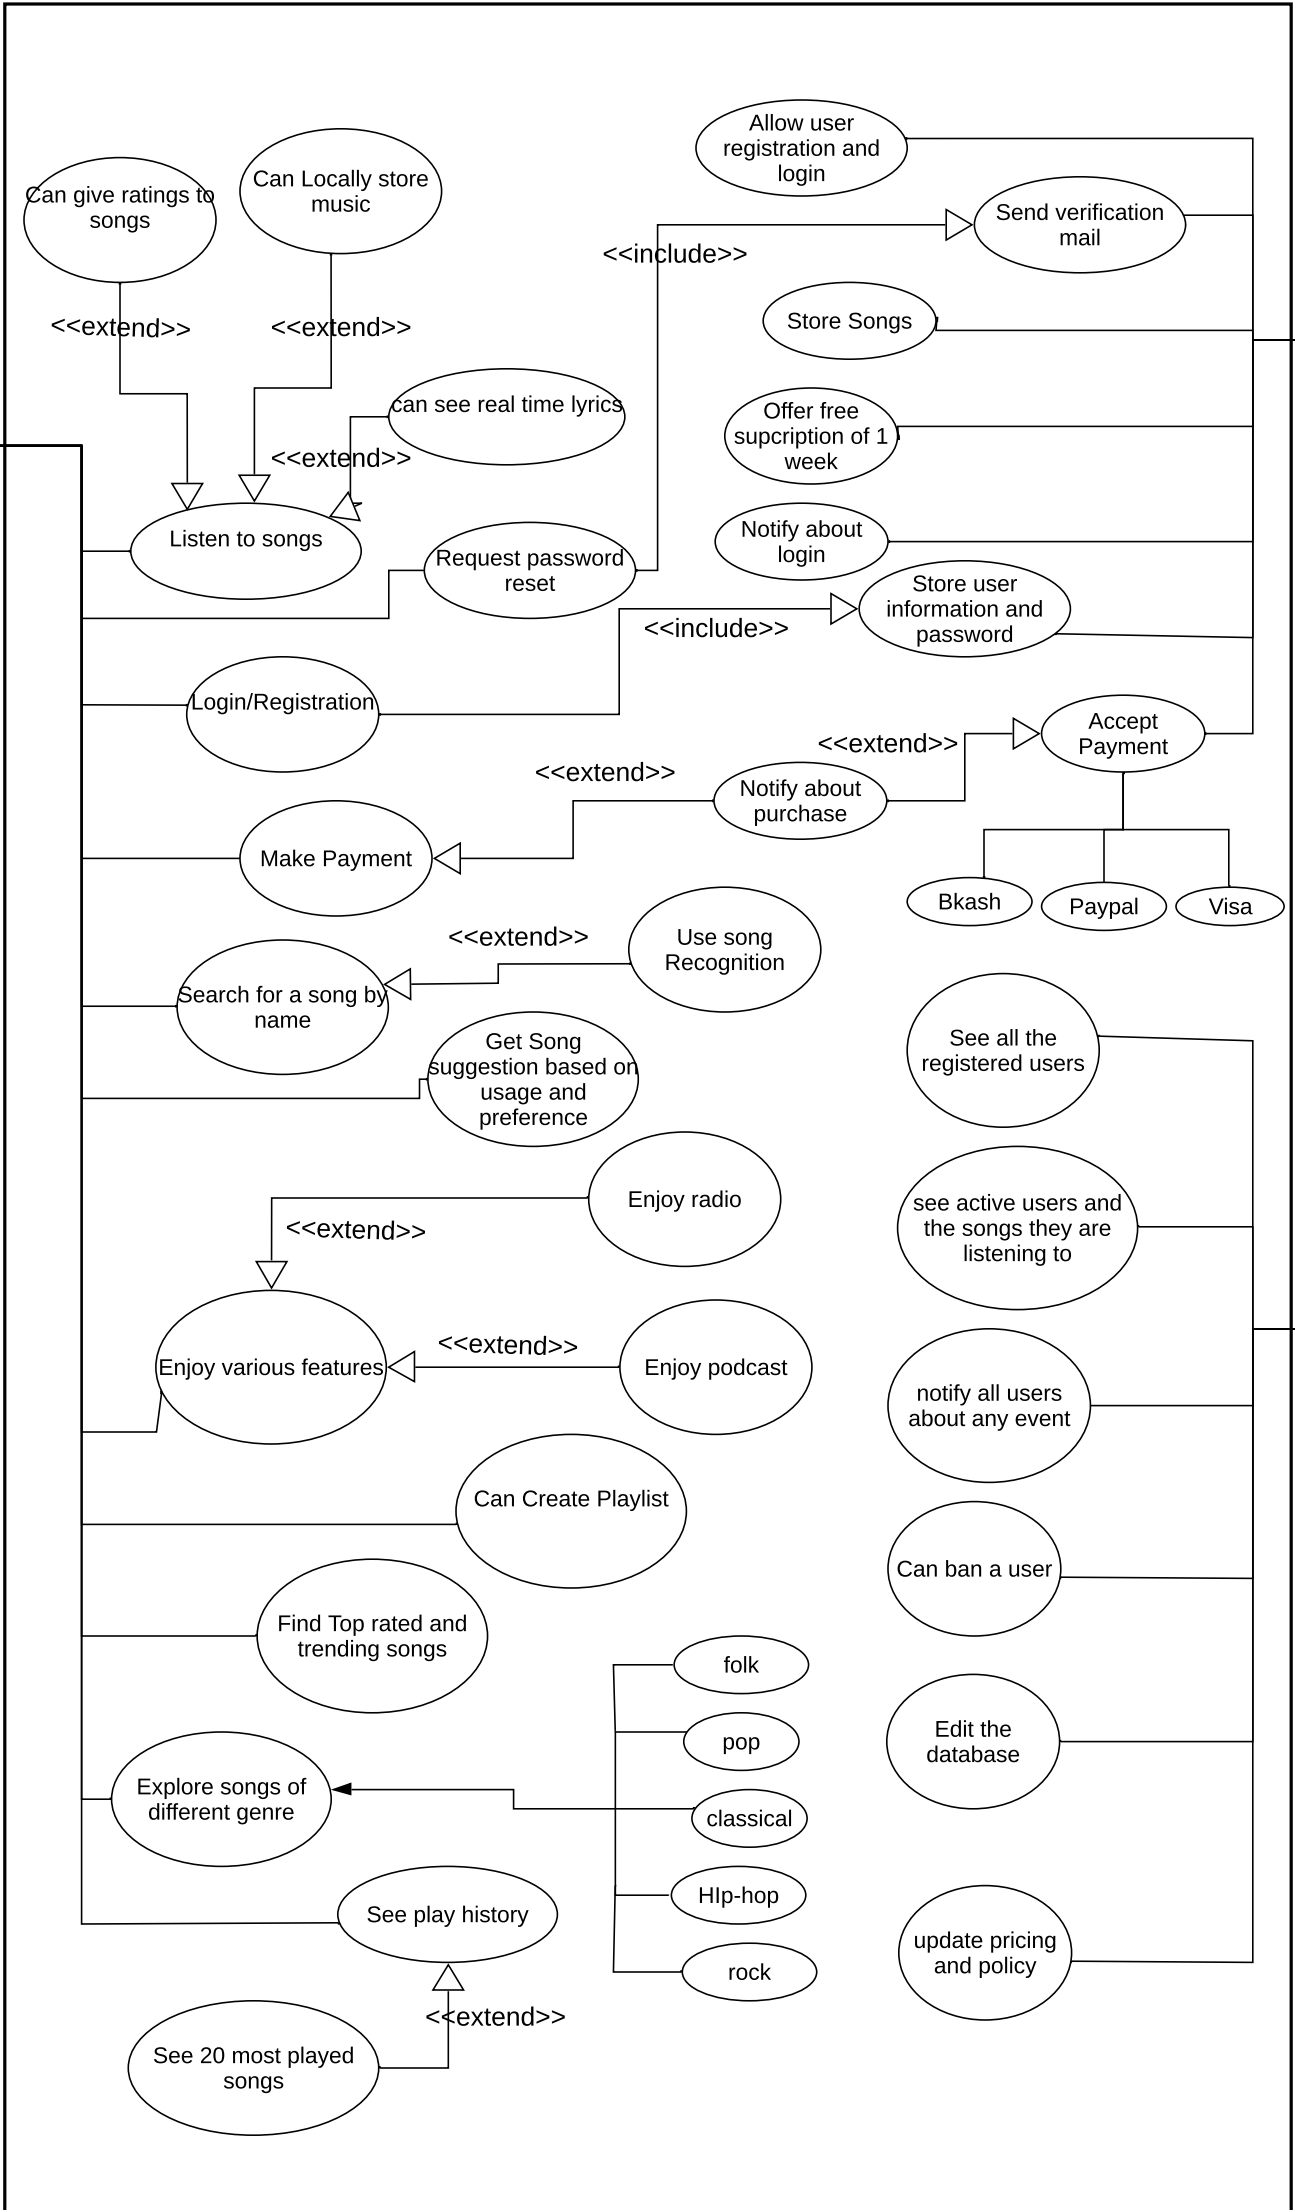 Allow user
registration and
login
Can Locally store
music
Can give ratings to
songs
Send verification
mail
<<include>>
<<extend>>
<<extend>>
Store Songs
can see real time lyrics
Offer free
supcription of 1
week
<<extend>>
Listen to songs
Notify about
login
Request password
reset
Store user
information and
password
<<include>>
Login/Registration
Accept
Payment
<<extend>>
<<extend>>
Notify about
purchase
Make Payment
Bkash
Paypal
Visa
<<extend>>
Use song
Recognition
Search for a song by
name
See all the
registered users
Get Song
suggestion based on
usage and
preference
Enjoy radio
<<extend>>
see active users and
the songs they are
listening to
<<extend>>
Enjoy various features
Enjoy podcast
notify all users
about any event
Can Create Playlist
Can ban a user
Find Top rated and
trending songs
folk
pop
Edit the
database
Explore songs of
different genre
classical
HIp-hop
See play history
update pricing
and policy
rock
<<extend>>
See 20 most played
songs